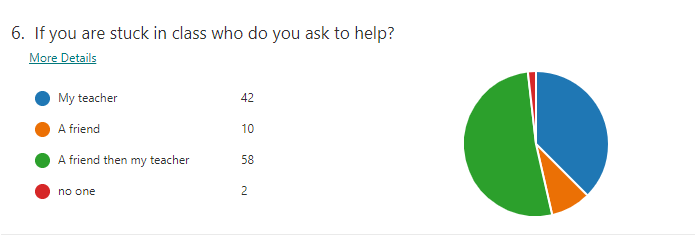 6. If you are stuck in class who do you ask to help?
More Details
My teacher 42
A friend 10
A friend then my teacher 58
no one 2